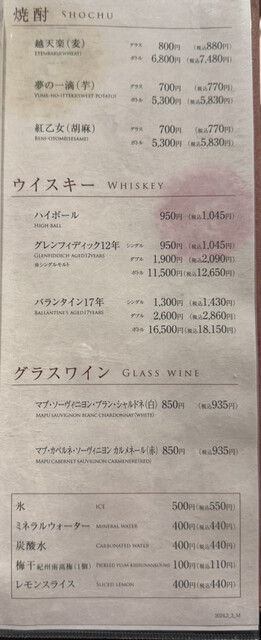 焼酎 SHOCHU
越天楽(麦) グラス 800円 (税込880円)
ETENRAKU(WHEAT) ボトル 6,800円 (税込7,480円)
夢の一滴(芋) グラス 700円 (税込770円)
YUME-NO-ITTEKI(SWEET POTATO) ボトル 5,300円 (税込5,830円)
紅乙女(胡麻) グラス 700円 (税込770円)
BENI-OTOME(SESAME) ボトル 5,300円 (税込5,830円)
ウイスキー WHISKEY
ハイボール 950円 (税込1,045円)
HIGH BALL
グレンフィディック12年 シングル 950円 (税込1,045円)
GLENFIDDICH AGED12YEARS ダブル 1,900円 (税込2,090円)
※シングルモルト ボトル 11,500円 (税込12,650円)
バランタイン17年 シングル 1,300円 (税込1,430円)
BALLANTINE'S AGED17YEARS ダブル 2,600円 (税込2,860円)
ボトル 16,500円 (税込18,150円)
グラスワイン GLASS WINE
マプ・ソーヴィニヨン・ブラン・シャルドネ(白) 850円 (税込935円)
MAPU SAUVIGNON BLANC CHARDONNAY(WHITE)
マプ・カベルネ・ソーヴィニヨン カルメネール(赤) 850円 (税込935円)
MAPU CABERNET SAUVIGNON CARMENERE(RED)
氷 ICE 500円(税込550円)
ミネラルウォーター MINERAL WATER 400円(税込440円)
炭酸水 CARBONATED WATER 400円(税込440円)
梅干 紀州南高梅(1個) PICKLED PLUM KISHUNANKOUUME 100円(税込110円)
レモンスライス SLICED LEMON 400円(税込440円)